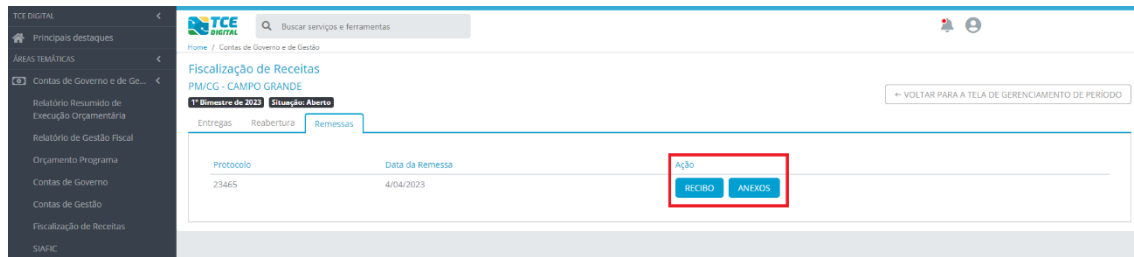 TCE DIGITAL
Principais destaques
ÁREAS TEMÁTICAS
Contas de Governo e de Ge...
Relatório Resumido de
Execução Orçamentária
Relatório de Gestão Fiscal
Orçamento Programa
Contas de Governo
Contas de Gestão
Fiscalização de Receitas
SIAFIC
TCE
DIGITAL
Buscar serviços e ferramentas
Home / Contas de Governo e de Gestão
Fiscalização de Receitas
PM/CG - CAMPO GRANDE
1º Bimestre de 2023 Situação: Aberto
← VOLTAR PARA A TELA DE GERENCIAMENTO DE PERÍODO
Entregas Reabertura Remessas
Protocolo Data da Remessa Ação
23465 4/04/2023 RECIBO ANEXOS